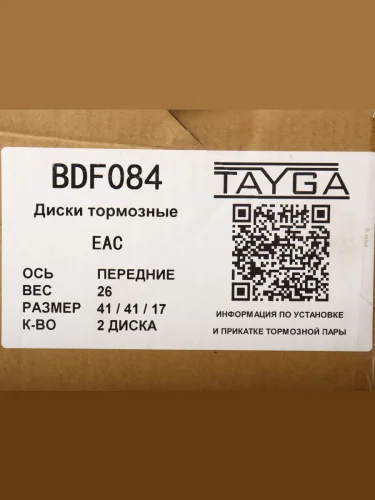 BDF084
Диски тормозные
EAC
ОСЬ ПЕРЕДНИЕ
ВЕС 26
РАЗМЕР 41 / 41 / 17
К-ВО 2 ДИСКА
TAYGA
ИНФОРМАЦИЯ ПО УСТАНОВКЕ
И ПРИКАТКЕ ТОРМОЗНОЙ ПАРЫ